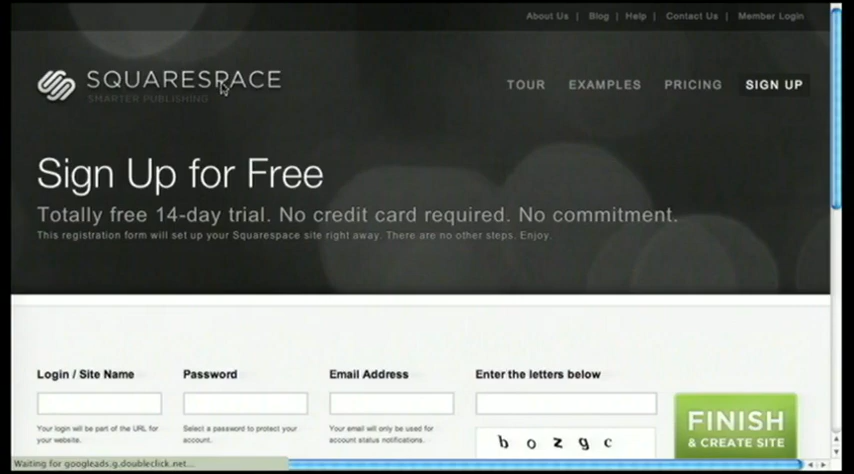 About Us | Blog | Help | Contact Us | Member Login
SQUARESPACE
SMARTER PUBLISHING
TOUR EXAMPLES PRICING SIGN UP
Sign Up for Free
Totally free 14-day trial. No credit card required. No commitment.
This registration form will set up your Squarespace site right away. There are no other steps. Enjoy.
Login / Site Name Password Email Address Enter the letters below
Your login will be part of the URL for your website.
Select a password to protect your account.
Your email will only be used for account status notifications.
b o z g c
FINISH
& CREATE SITE
Waiting for googleads.g.doubleclick.net...